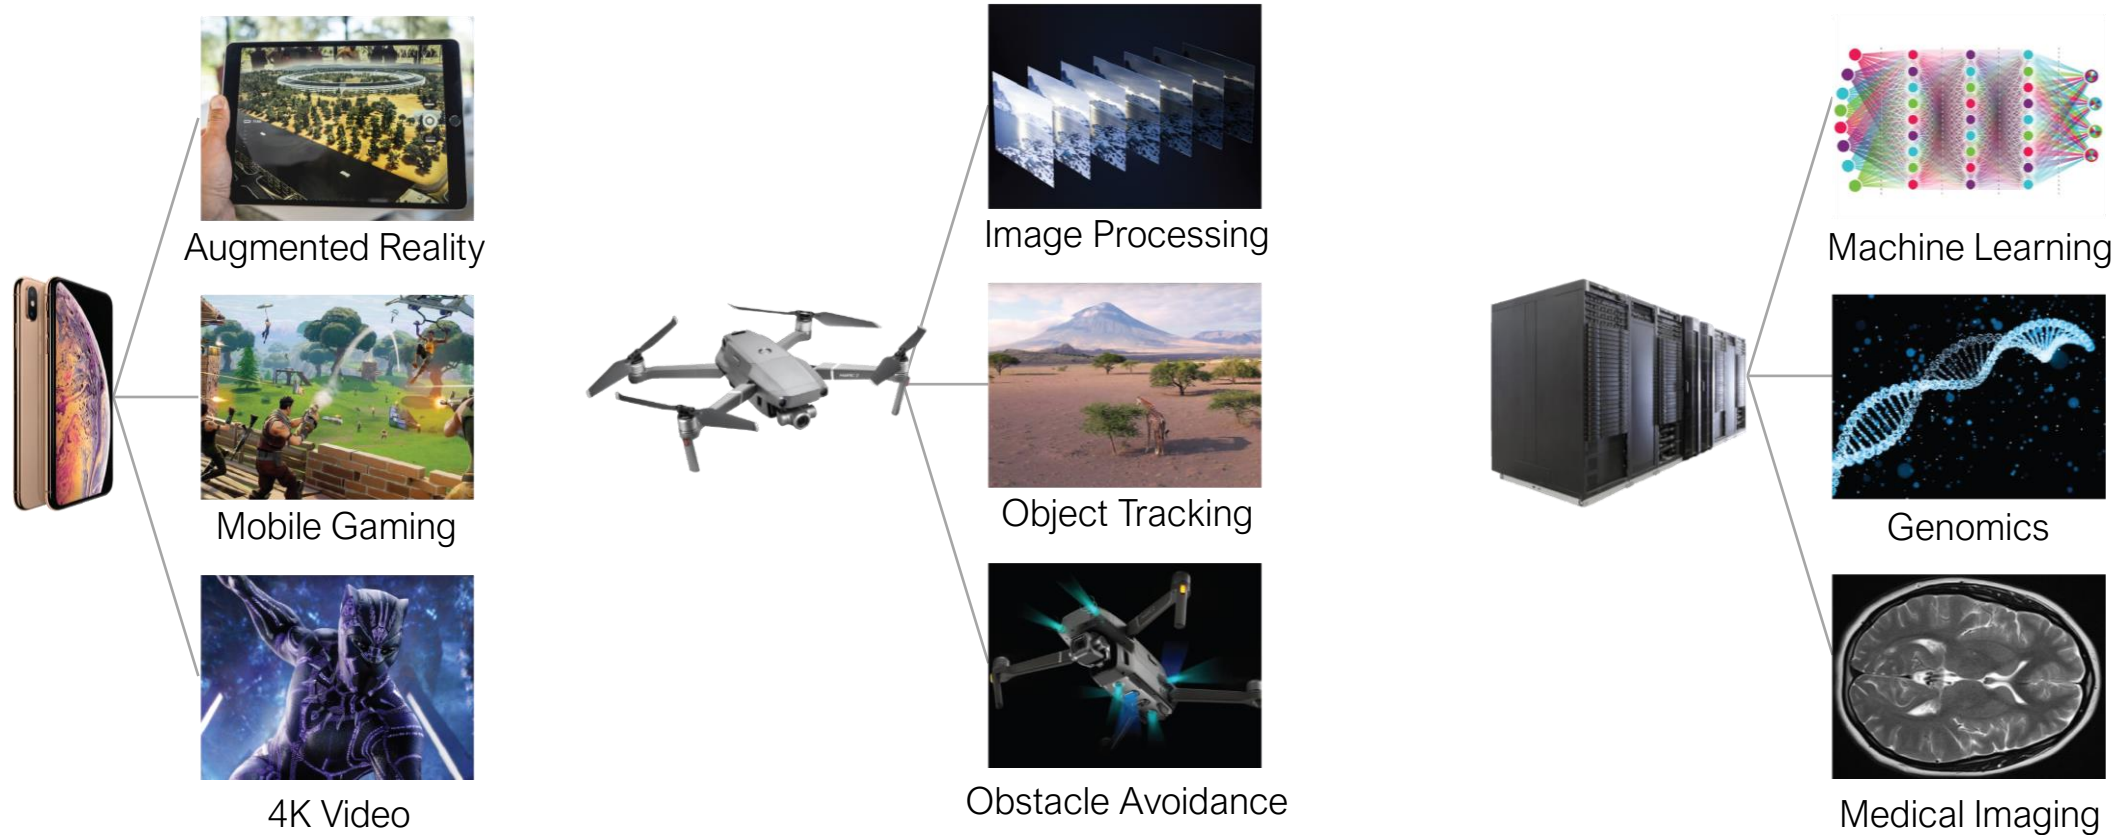 Augmented Reality
Mobile Gaming
4K Video
Image Processing
Object Tracking
Obstacle Avoidance
Machine Learning
Genomics
Medical Imaging